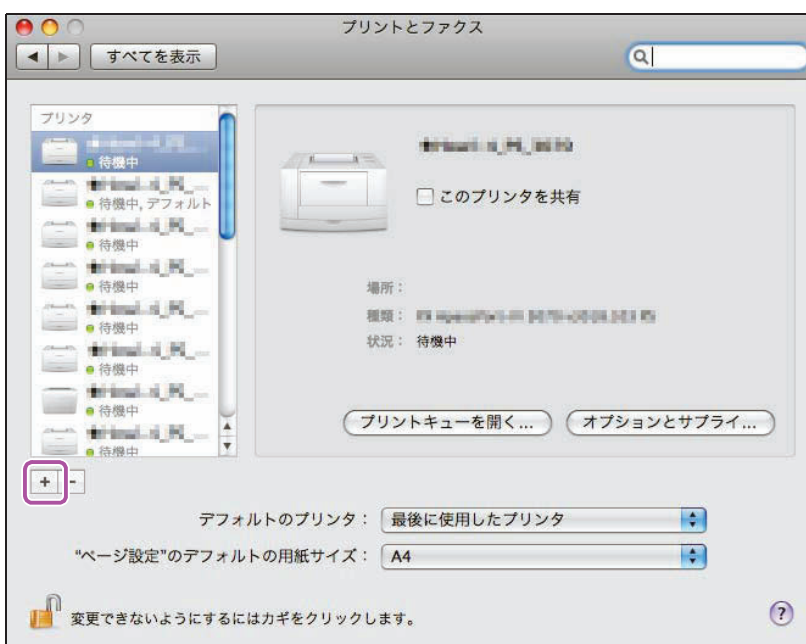 プリントとファクス
すべてを表示
プリンタ
待機中
待機中, デフォルト
待機中
待機中
待機中
待機中
待機中
待機中
このプリンタを共有
場所：
種類：
状況： 待機中
プリントキューを開く... オプションとサプライ...
+ -
デフォルトのプリンタ： 最後に使用したプリンタ
“ページ設定”のデフォルトの用紙サイズ： A4
変更できないようにするにはカギをクリックします。 ?